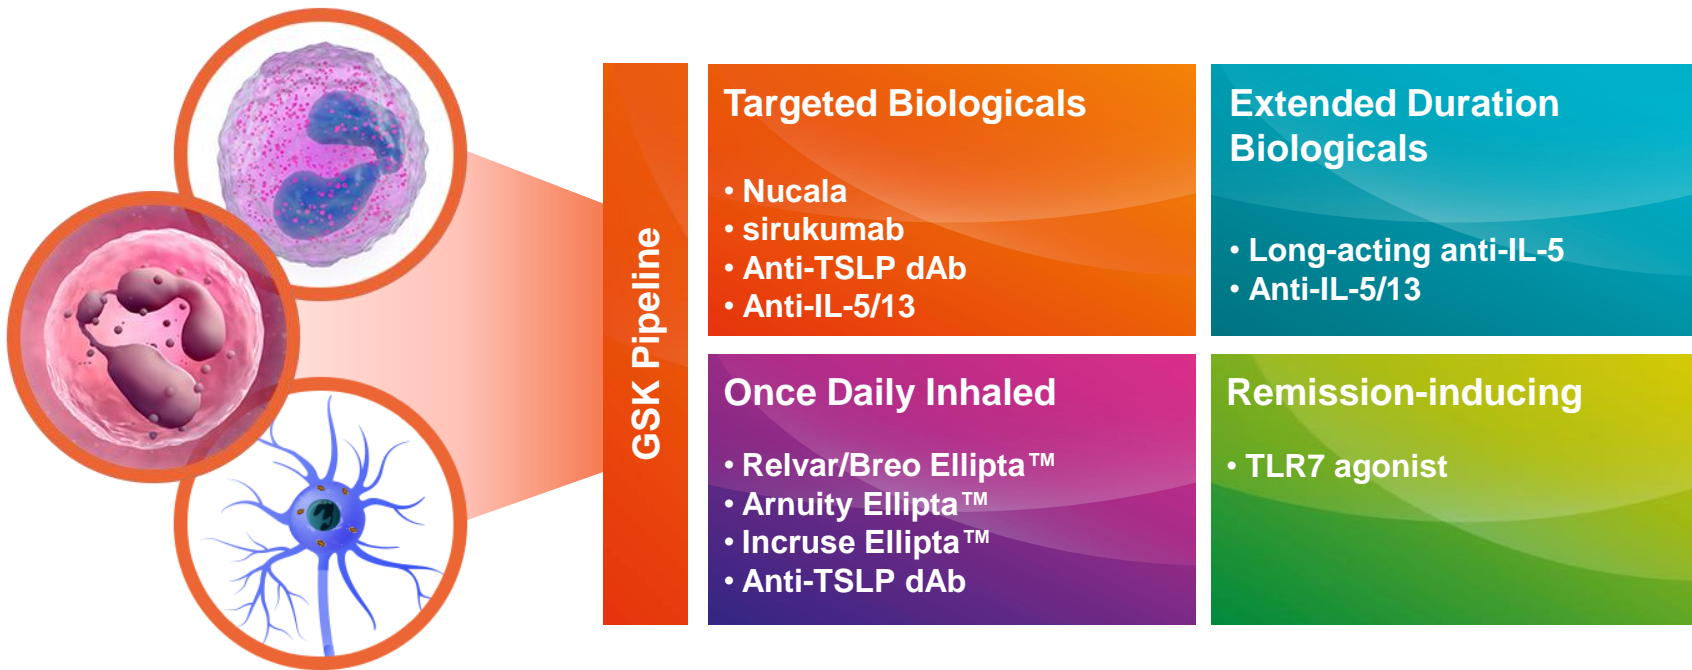 GSK Pipeline
Targeted Biologicals
• Nucala
• sirukumab
• Anti-TSLP dAb
• Anti-IL-5/13
Extended Duration
Biologicals
• Long-acting anti-IL-5
• Anti-IL-5/13
Once Daily Inhaled
• Relvar/Breo Ellipta™
• Arnuity Ellipta™
• Incruse Ellipta™
• Anti-TSLP dAb
Remission-inducing
• TLR7 agonist